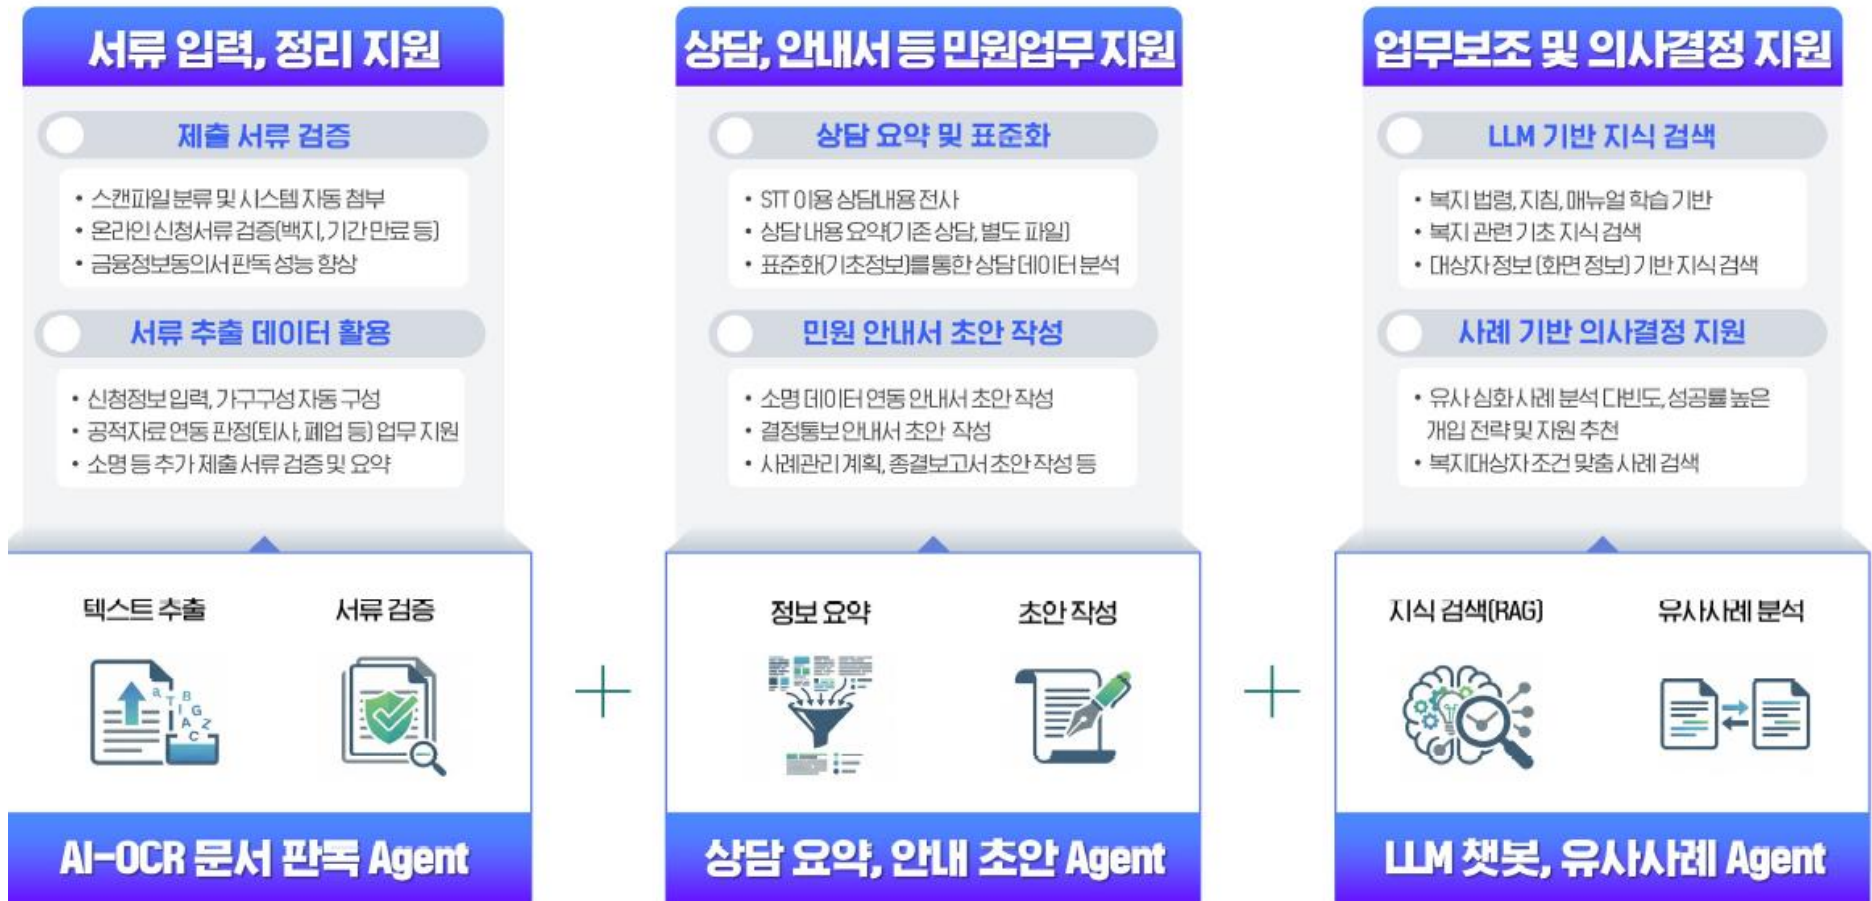 서류 입력, 정리 지원
제출 서류 검증
• 스캔파일 분류 및 시스템 자동 첨부
• 온라인 신청서류 검증(백지, 기간 만료 등)
• 금융정보동의서 판독 성능 향상
서류 추출 데이터 활용
• 신청정보 입력, 가구구성 자동 구성
• 공적자료 연동 판정(퇴사, 폐업 등) 업무 지원
• 소명 등 추가 제출 서류 검증 및 요약
텍스트 추출
서류 검증
a
B
T
I
G
A
Z
C
AI-OCR 문서 판독 Agent
상담, 안내서 등 민원업무 지원
상담 요약 및 표준화
• STT 이용 상담내용 전사
• 상담 내용 요약(기존 상담, 별도 파일)
• 표준화(기초정보)를 통한 상담 데이터 분석
민원 안내서 초안 작성
• 소명 데이터 연동 안내서 초안 작성
• 결정통보 안내서 초안 작성
• 사례관리 계획, 종결보고서 초안 작성 등
정보 요약
초안 작성
상담 요약, 안내 초안 Agent
업무보조 및 의사결정 지원
LLM 기반 지식 검색
• 복지 법령, 지침, 매뉴얼 학습 기반
• 복지 관련 기초 지식 검색
• 대상자 정보 (화면 정보) 기반 지식 검색
사례 기반 의사결정 지원
• 유사 심화 사례 분석 다빈도, 성공률 높은
개입 전략 및 자원 추천
• 복지대상자 조건 맞춤 사례 검색
지식 검색(RAG)
유사사례 분석
LLM 챗봇, 유사사례 Agent